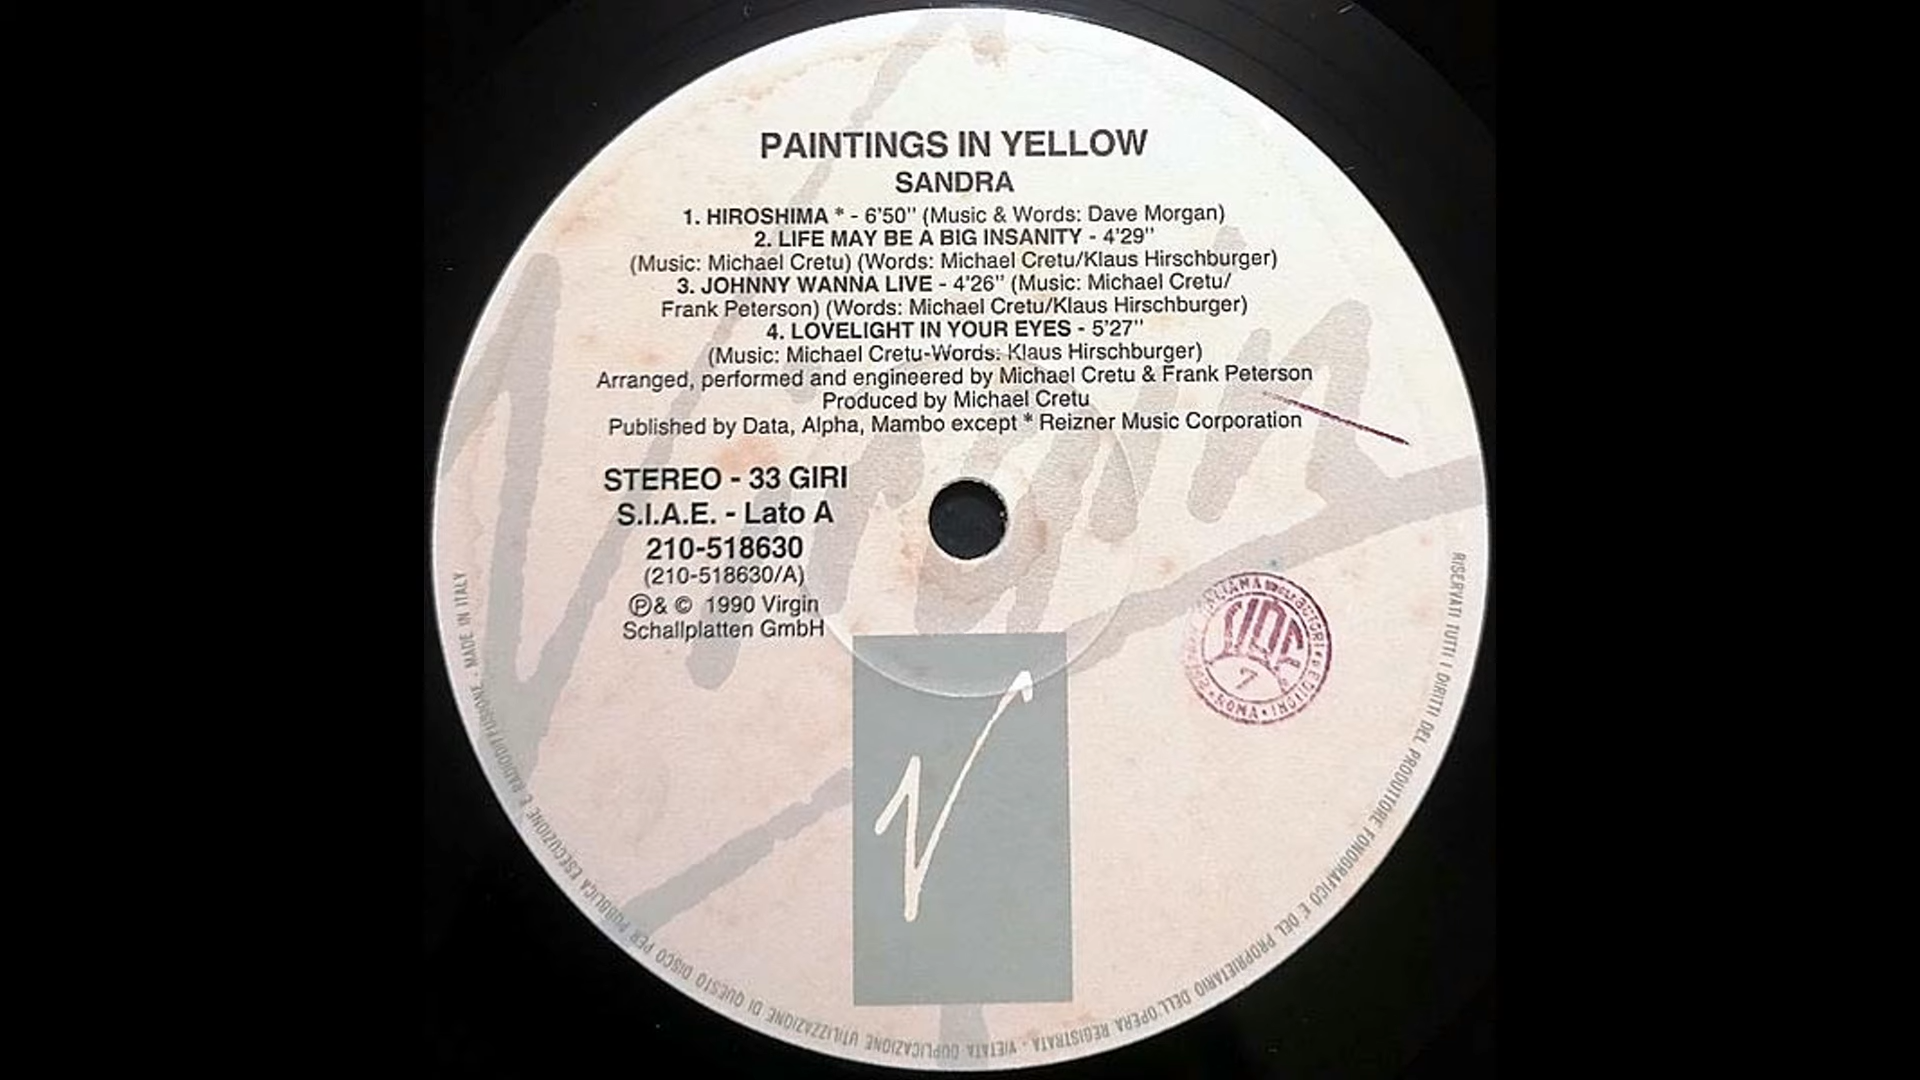 PAINTINGS IN YELLOW
SANDRA
1. HIROSHIMA * - 6'50" (Music & Words: Dave Morgan)
2. LIFE MAY BE A BIG INSANITY - 4'29"
(Music: Michael Cretu) (Words: Michael Cretu/Klaus Hirschburger)
3. JOHNNY WANNA LIVE - 4'26" (Music: Michael Cretu/
Frank Peterson) (Words: Michael Cretu/Klaus Hirschburger)
4. LOVELIGHT IN YOUR EYES - 5'27"
(Music: Michael Cretu-Words: Klaus Hirschburger)
Arranged, performed and engineered by Michael Cretu & Frank Peterson
Produced by Michael Cretu
Published by Data, Alpha, Mambo except * Reizner Music Corporation
STEREO - 33 GIRI
S.I.A.E. - Lato A
210-518630
(210-518630/A)
℗& © 1990 Virgin
Schallplatten GmbH
Virgin
V
SIAE
7
ROMA
RISERVATI TUTTI I DIRITTI DEL PRODUTTORE FONOGRAFICO E DEL PROPRIETARIO DELL'OPERA REGISTRATA - VIETATA DUPLICAZIONE UTILIZZAZIONE DI QUESTO DISCO PER PUBBLICA ESECUZIONE E RADIODIFFUSIONE - MADE IN ITALY